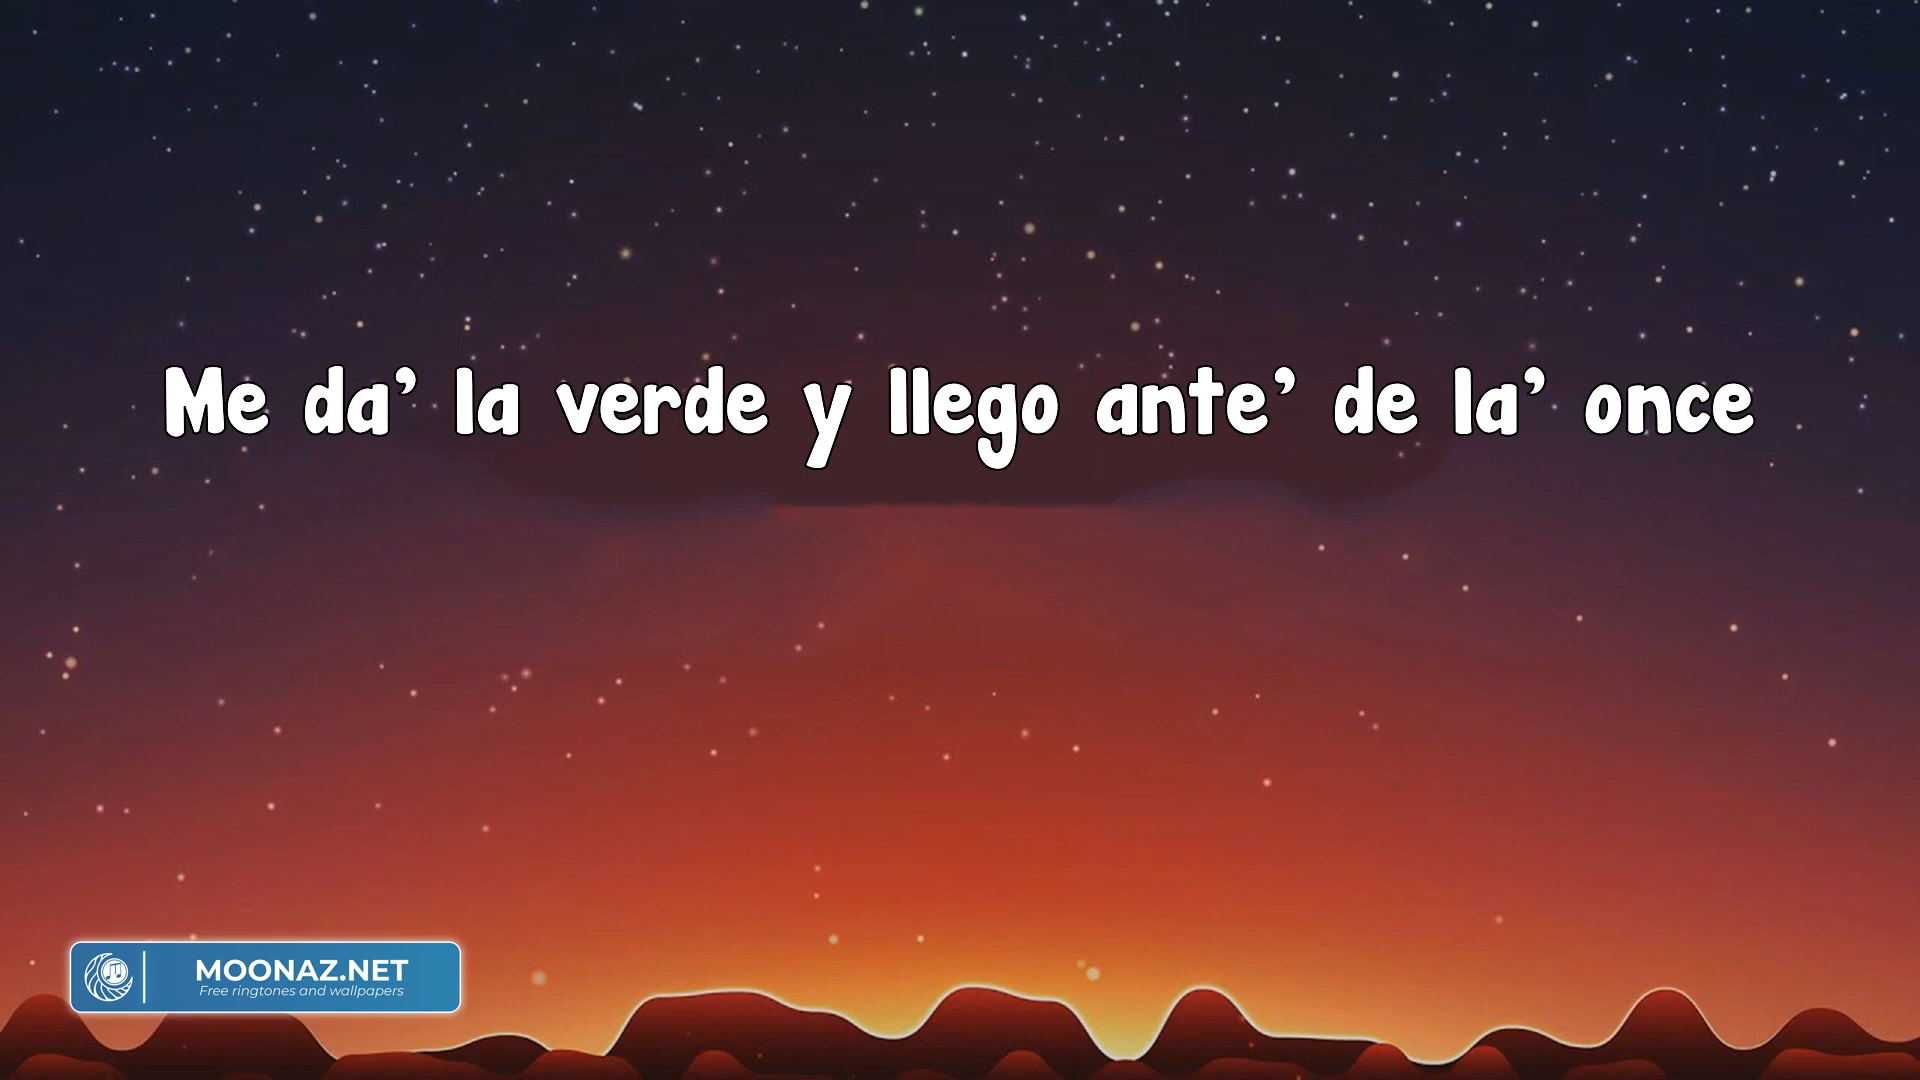 Me da’ la verde y llego ante’ de la’ once
MOONAZ.NET
Free ringtones and wallpapers